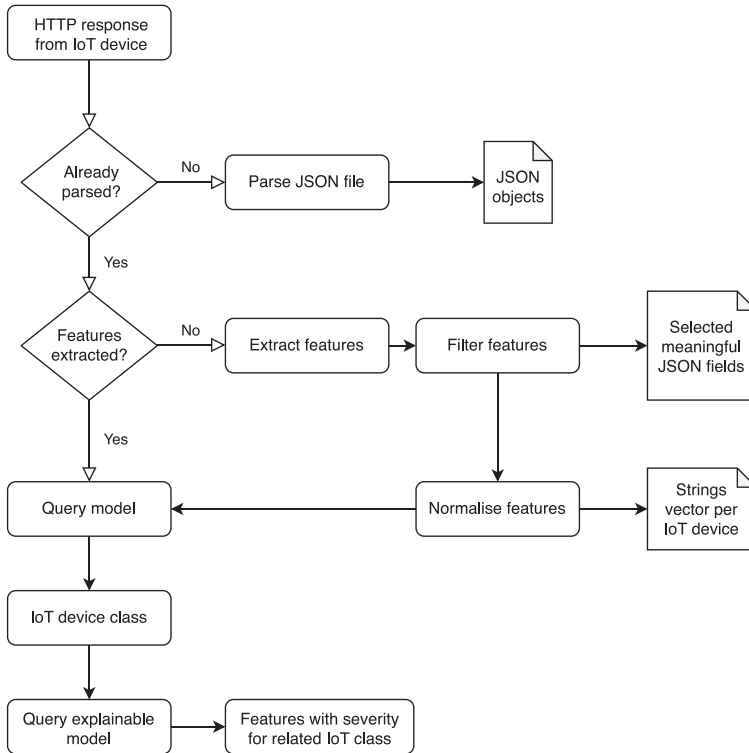 HTTP response
from IoT device
Already
parsed?
No
Parse JSON file
JSON
objects
Yes
Features
extracted?
No
Extract features
Filter features
Selected
meaningful
JSON fields
Yes
Query model
Normalise features
Strings
vector per
IoT device
IoT device class
Query explainable
model
Features with severity
for related IoT class